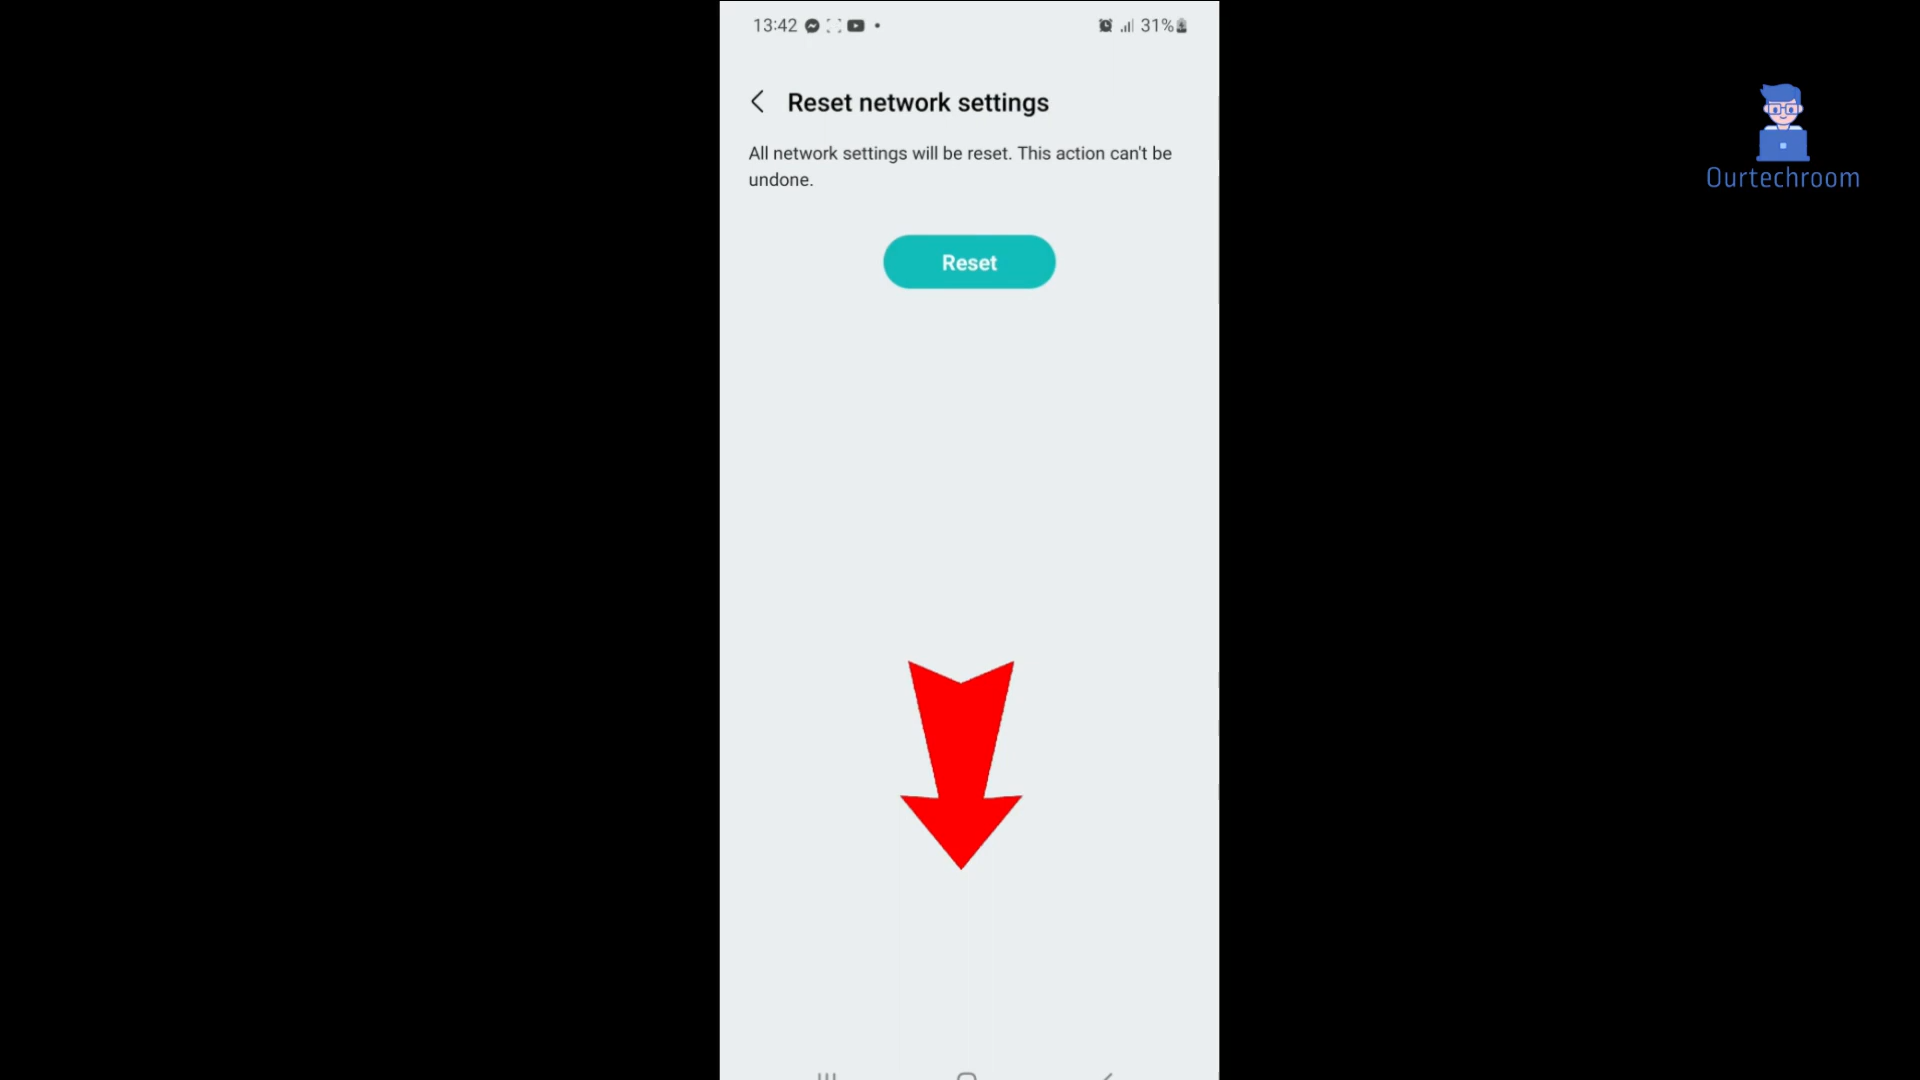 13:42
31%
Reset network settings
All network settings will be reset. This action can't be
undone.
Reset
Ourtechroom